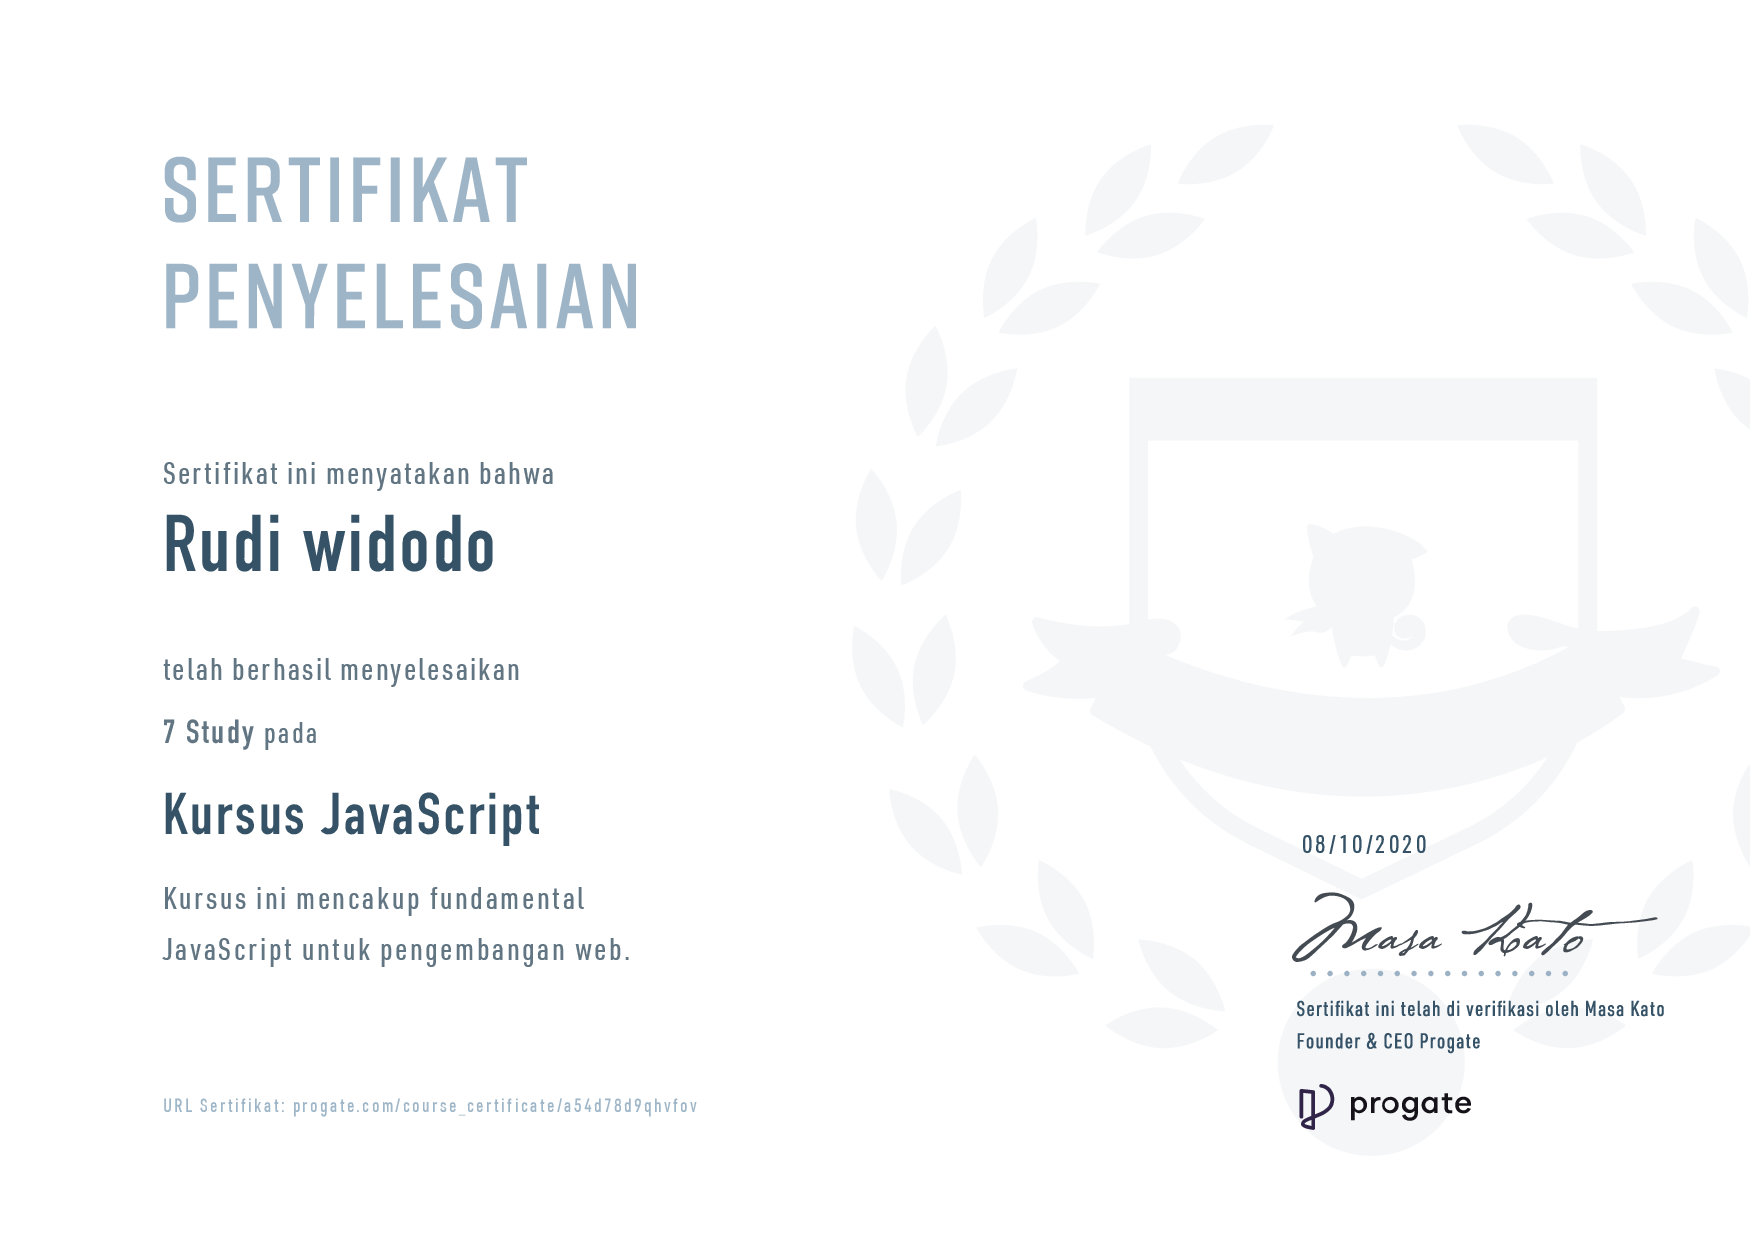 SERTIFIKAT
PENYELESAIAN
Sertifikat ini menyatakan bahwa
Rudi widodo
telah berhasil menyelesaikan
7 Study pada
Kursus JavaScript
Kursus ini mencakup fundamental
JavaScript untuk pengembangan web.
URL Sertifikat: progate.com/course_certificate/a54d78d9qhvfov
08/10/2020
Masa Kato
Sertifikat ini telah di verifikasi oleh Masa Kato
Founder & CEO Progate
progate